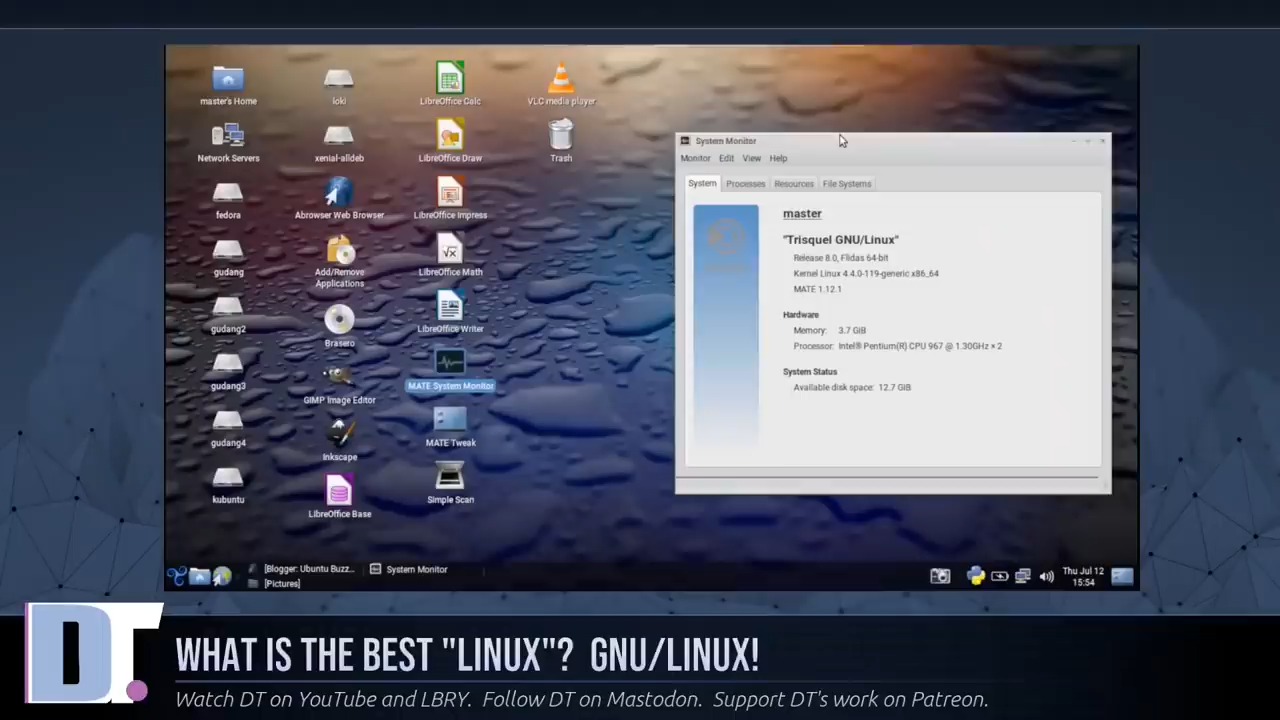 master's Home
loki
LibreOffice Calc
VLC media player
Network Servers
xenial-alldeb
LibreOffice Draw
Trash
fedora
Abrowser Web Browser
LibreOffice Impress
gudang
Add/Remove
Applications
LibreOffice Math
gudang2
Brasero
LibreOffice Writer
gudang3
GIMP Image Editor
MATE System Monitor
gudang4
Inkscape
MATE Tweak
kubuntu
LibreOffice Base
Simple Scan
System Monitor
Monitor Edit View Help
System Processes Resources File Systems
master
"Trisquel GNU/Linux"
Release 8.0, Flidas 64-bit
Kernel Linux 4.4.0-119-generic x86_64
MATE 1.12.1
Hardware
Memory: 3.7 GiB
Processor: Intel® Pentium(R) CPU 967 @ 1.30GHz × 2
System Status
Available disk space: 12.7 GiB
[Blogger: Ubuntu Buzz...
[Pictures]
System Monitor
Thu Jul 12
15:54
DT.
WHAT IS THE BEST "LINUX"? GNU/LINUX!
Watch DT on YouTube and LBRY. Follow DT on Mastodon. Support DT's work on Patreon.